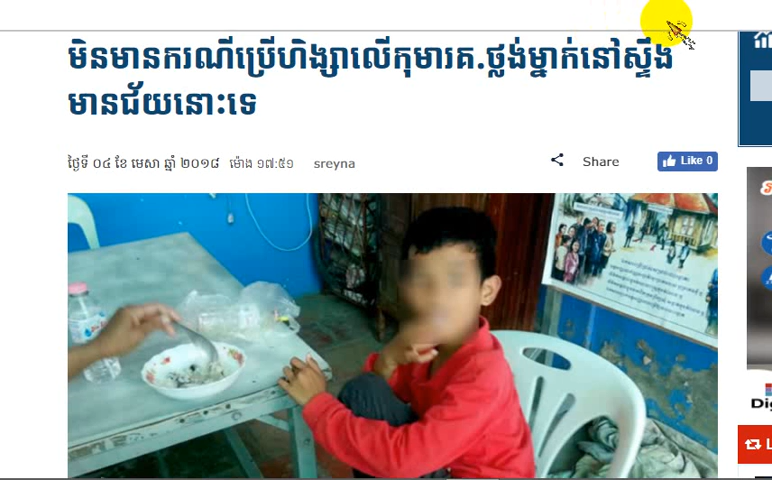 មិនមានករណីប្រើហិង្សាលើកុមារគ.ថ្លង់ម្នាក់នៅស្ទឹង
មានជ័យនោះទេ
ថ្ងៃទី ០៤ ខែ មេសា ឆ្នាំ ២០១៨ ម៉ោង ១៧:៥១ sreyna
Share
Like 0